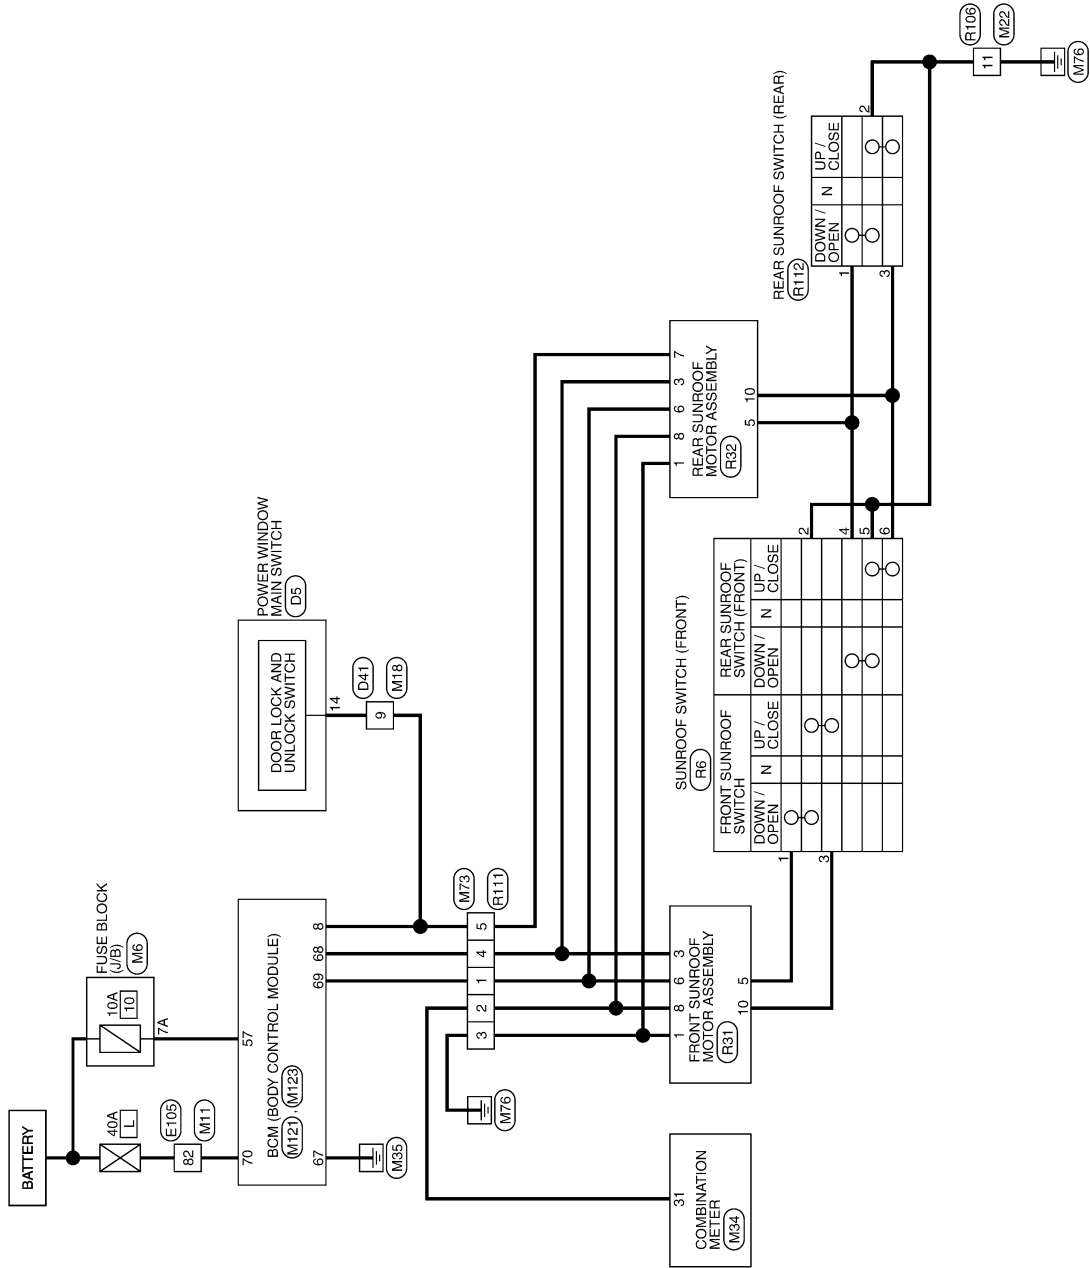 BATTERY
40A
L
E105
82
M11
FUSE BLOCK
(J/B)
M6
10A
10
7A
70
57
BCM (BODY CONTROL MODULE)
M121 , M123
67
69
68
8
M35
POWER WINDOW
MAIN SWITCH
D5
DOOR LOCK AND
UNLOCK SWITCH
14
D41
9
M18
M73
R111
3
2
1
4
5
M76
31
COMBINATION
METER
M34
1
8
6
3
FRONT SUNROOF
MOTOR ASSEMBLY
R31
10
5
1
8
6
3
7
REAR SUNROOF
MOTOR ASSEMBLY
R32
5
10
SUNROOF SWITCH (FRONT)
R6
FRONT SUNROOF
SWITCH
REAR SUNROOF
SWITCH (FRONT)
DOWN /
OPEN
N
UP /
CLOSE
DOWN /
OPEN
N
UP /
CLOSE
1
3
2
4
5
6
REAR SUNROOF SWITCH (REAR)
R112
DOWN /
OPEN
N
UP /
CLOSE
1
3
2
R106
11
M22
M76